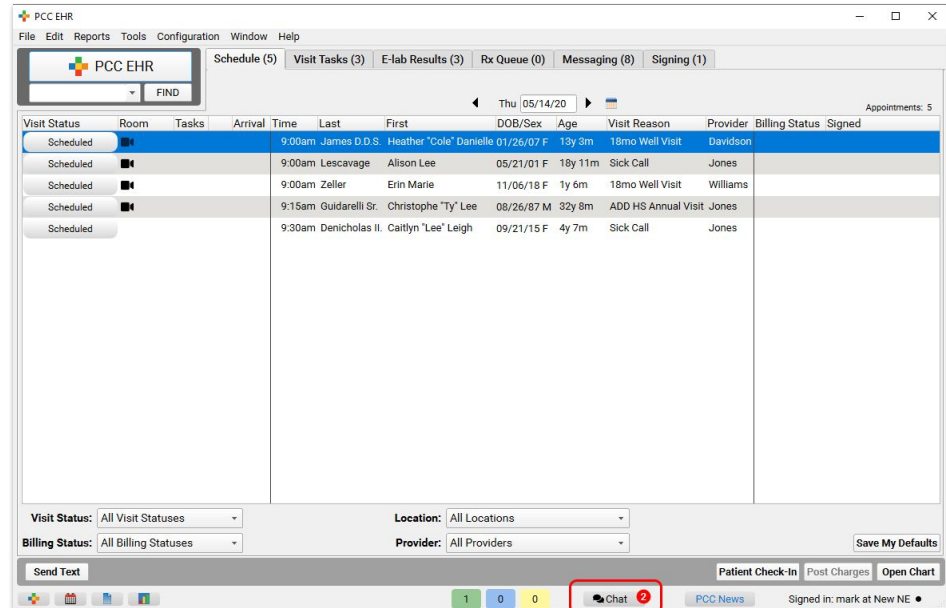 PCC EHR
File Edit Reports Tools Configuration Window Help
PCC EHR
FIND
Schedule (5) Visit Tasks (3) E-lab Results (3) Rx Queue (0) Messaging (8) Signing (1)
Thu 05/14/20
Appointments: 5
Visit Status Room Tasks Arrival Time Last First DOB/Sex Age Visit Reason Provider Billing Status Signed
Scheduled 9:00am James D.D.S. Heather "Cole" Danielle 01/26/07 F 13y 3m 18mo Well Visit Davidson
Scheduled 9:00am Lescavage Alison Lee 05/21/01 F 18y 11m Sick Call Jones
Scheduled 9:00am Zeller Erin Marie 11/06/18 F 1y 6m 18mo Well Visit Williams
Scheduled 9:15am Guidarelli Sr. Christophe "Ty" Lee 08/26/87 M 32y 8m ADD HS Annual Visit Jones
Scheduled 9:30am Denicholas II. Caitlyn "Lee" Leigh 09/21/15 F 4y 7m Sick Call Jones
Visit Status: All Visit Statuses Location: All Locations
Billing Status: All Billing Statuses Provider: All Providers Save My Defaults
Send Text Patient Check-In Post Charges Open Chart
1 0 0 Chat 2 PCC News Signed in: mark at New NE